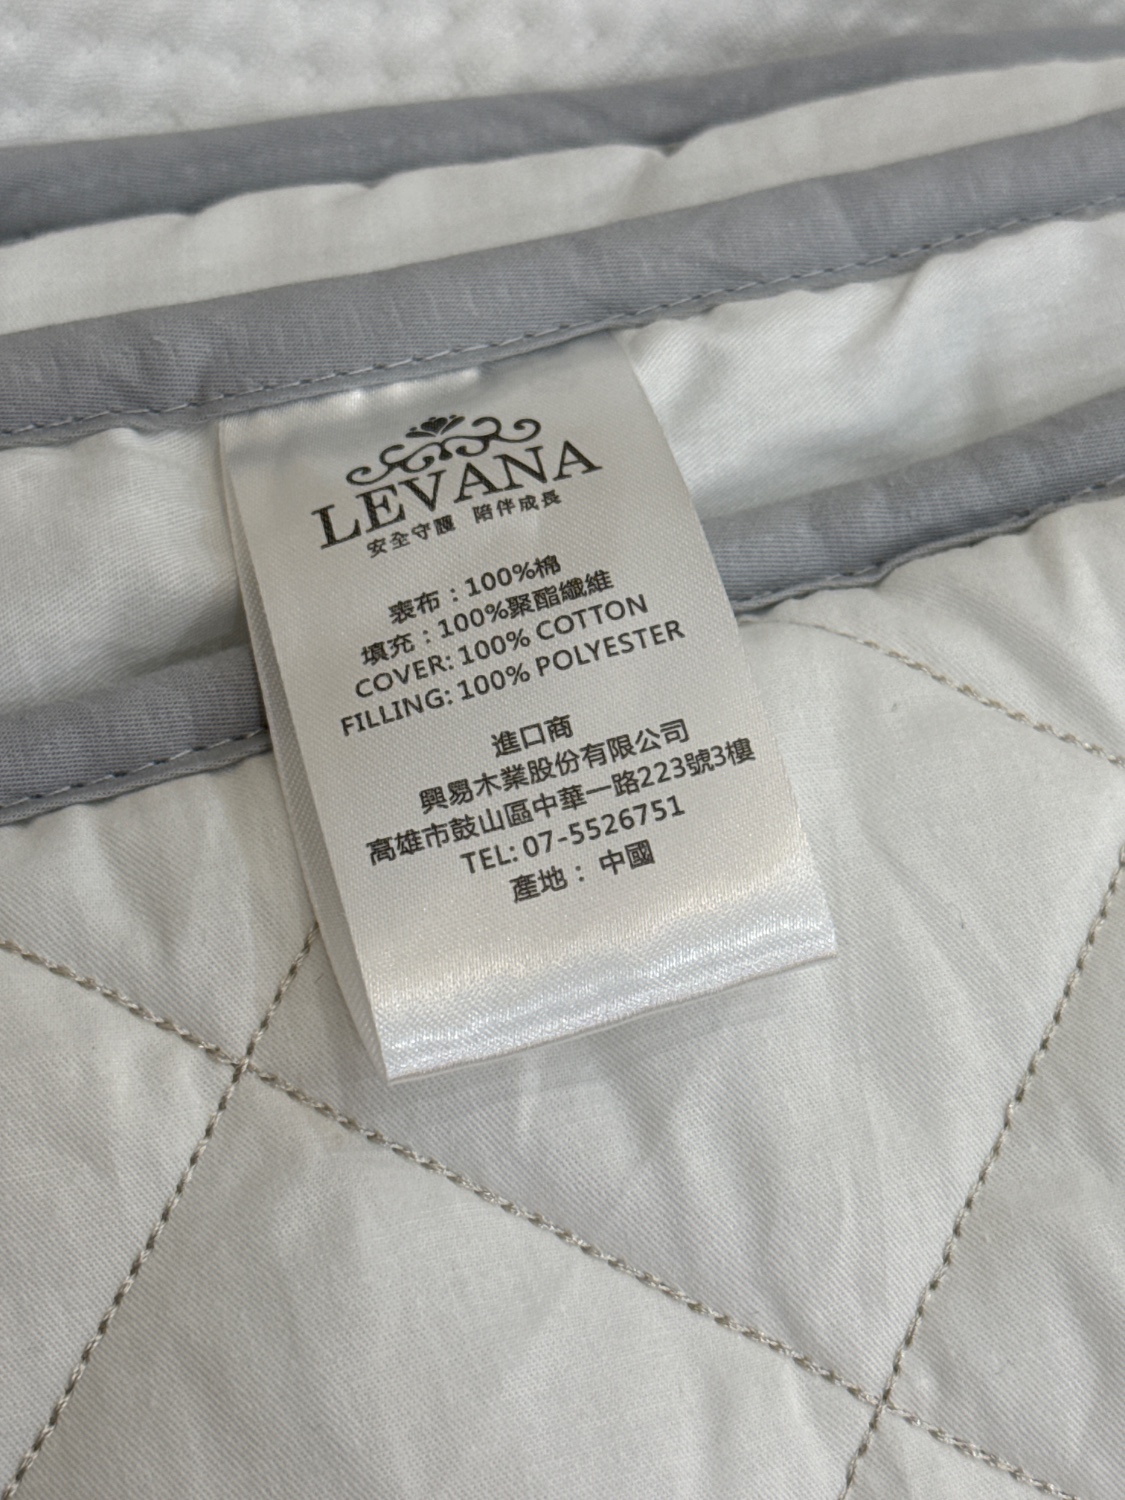 LEVANA
安全守護 陪伴成長
表布：100%棉
填充：100%聚酯纖維
COVER: 100% COTTON
FILLING: 100% POLYESTER
進口商
興易木業股份有限公司
高雄市鼓山區中華一路223號3樓
TEL: 07-5526751
產地： 中國